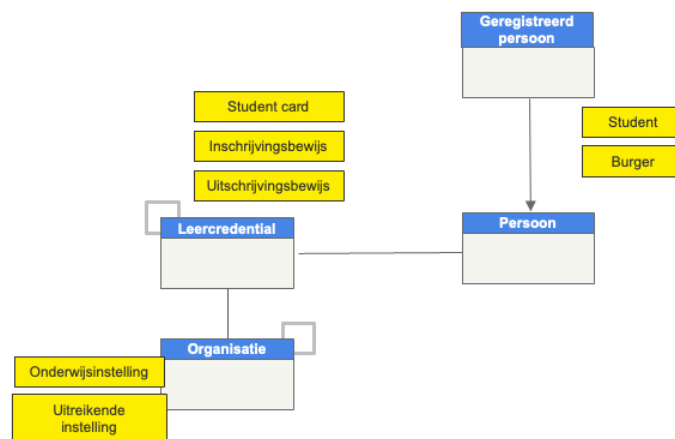 Geregistreerd
persoon
Student card
Student
Inschrijvingsbewijs
Burger
Uitschrijvingsbewijs
Leercredential
Persoon
Organisatie
Onderwijsinstelling
Uitreikende
instelling